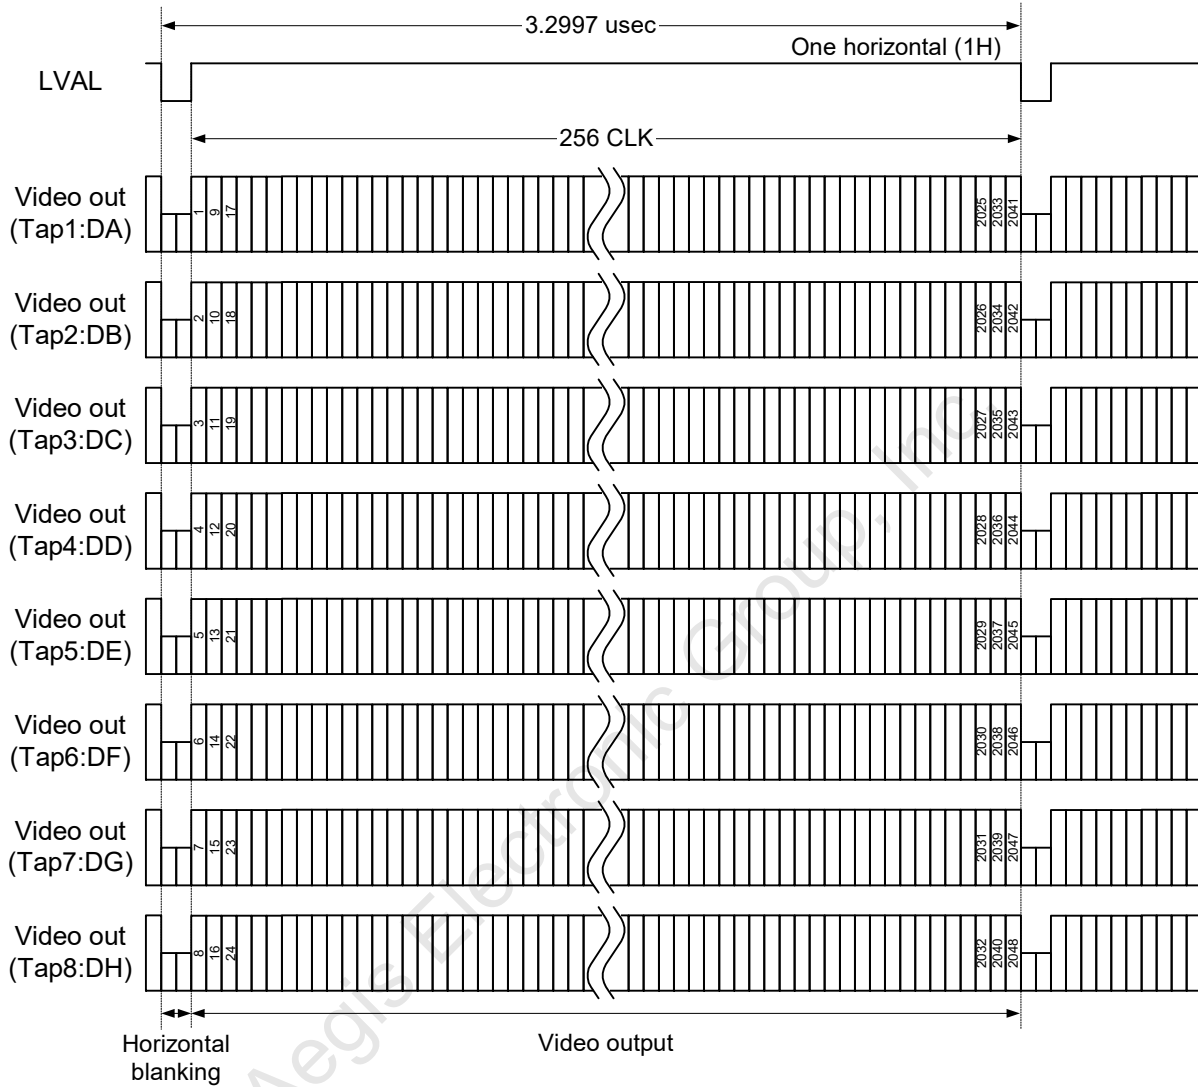 3.2997 usec
One horizontal (1H)
LVAL
256 CLK
Video out
(Tap1:DA)
1 9 17 2025 2033 2041
Video out
(Tap2:DB)
2 10 18 2026 2034 2042
Video out
(Tap3:DC)
3 11 19 2027 2035 2043
Video out
(Tap4:DD)
4 12 20 2028 2036 2044
Video out
(Tap5:DE)
5 13 21 2029 2037 2045
Video out
(Tap6:DF)
6 14 22 2030 2038 2046
Video out
(Tap7:DG)
7 15 23 2031 2039 2047
Video out
(Tap8:DH)
8 16 24 2032 2040 2048
Horizontal
blanking
Video output
Aegis Electronic Group, Inc.